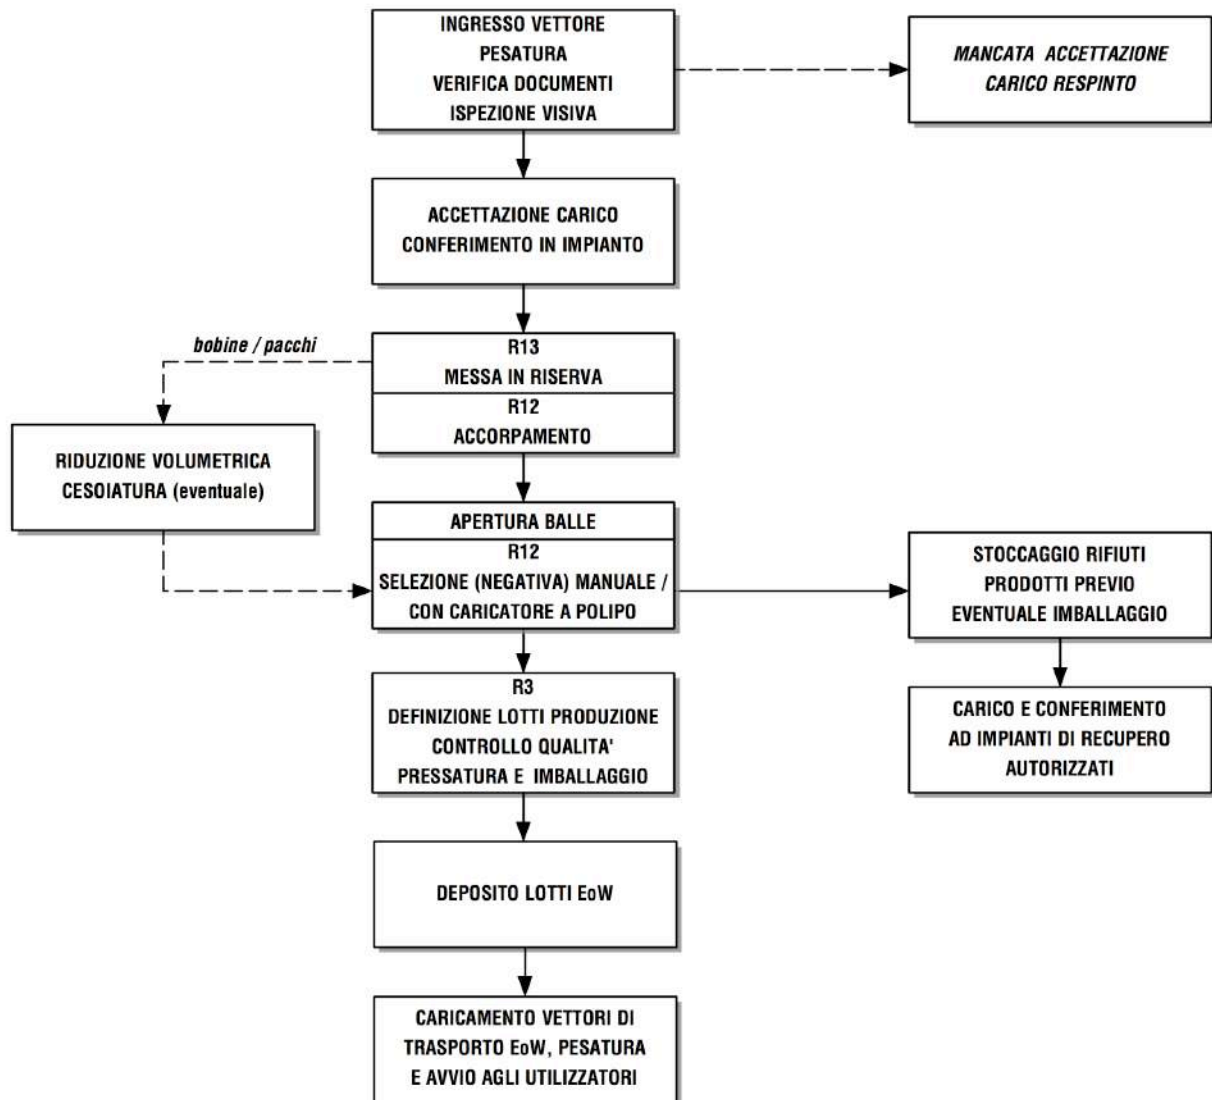 INGRESSO VETTORE
PESATURA
VERIFICA DOCUMENTI
ISPEZIONE VISIVA
MANCATA ACCETTAZIONE
CARICO RESPINTO
ACCETTAZIONE CARICO
CONFERIMENTO IN IMPIANTO
bobine / pacchi
R13
MESSA IN RISERVA
R12
ACCORPAMENTO
RIDUZIONE VOLUMETRICA
CESOIATURA (eventuale)
APERTURA BALLE
R12
SELEZIONE (NEGATIVA) MANUALE /
CON CARICATORE A POLIPO
STOCCAGGIO RIFIUTI
PRODOTTI PREVIO
EVENTUALE IMBALLAGGIO
R3
DEFINIZIONE LOTTI PRODUZIONE
CONTROLLO QUALITA'
PRESSATURA E IMBALLAGGIO
CARICO E CONFERIMENTO
AD IMPIANTI DI RECUPERO
AUTORIZZATI
DEPOSITO LOTTI EoW
CARICAMENTO VETTORI DI
TRASPORTO EoW, PESATURA
E AVVIO AGLI UTILIZZATORI